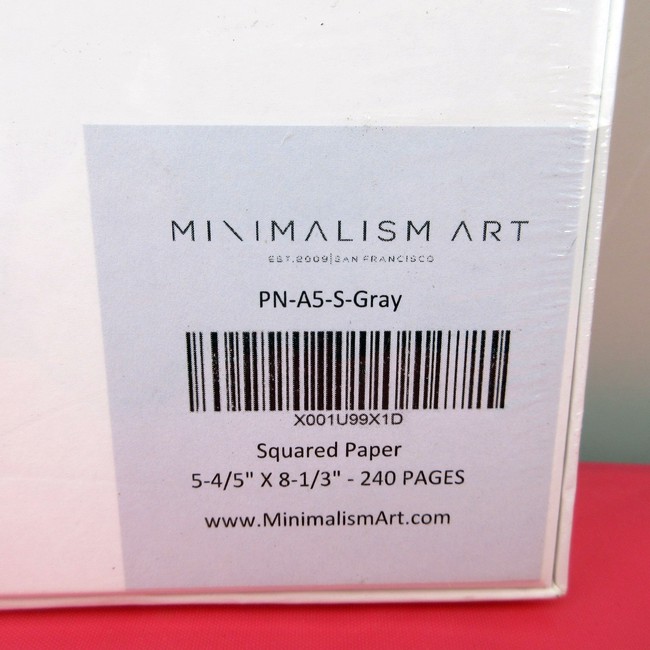 MINIMALISM ART
EST.2009|SAN FRANCISCO
PN-A5-S-Gray
X001U99X1D
Squared Paper
5-4/5" X 8-1/3" - 240 PAGES
www.MinimalismArt.com